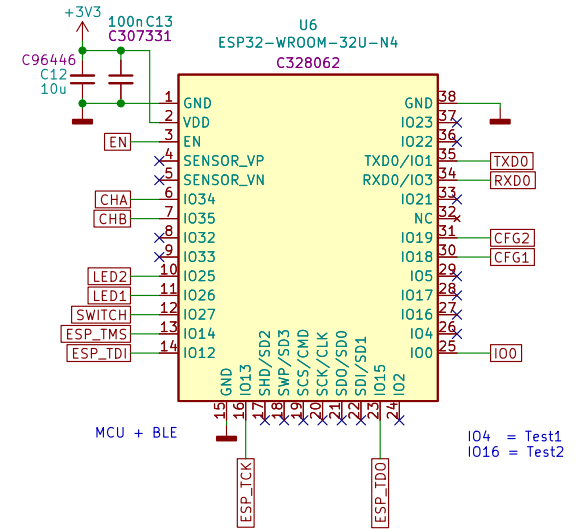 +3V3
100n C13
C307331
C96446
C12
10u
U6
ESP32-WROOM-32U-N4
C328062
1 GND
2 VDD
EN 3 EN
4 SENSOR_VP
5 SENSOR_VN
CHA 6 IO34
CHB 7 IO35
8 IO32
9 IO33
LED2 10 IO25
LED1 11 IO26
SWITCH 12 IO27
ESP_TMS 13 IO14
ESP_TDI 14 IO12
GND 38
IO23 37
IO22 36
TXD0/IO1 35 TXD0
RXD0/IO3 34 RXD0
IO21 33
NC 32
IO19 31 CFG2
IO18 30 CFG1
IO5 29
IO17 28
IO16 27
IO4 26
IO0 25 IO0
GND 15
IO13 16 ESP_TCK
SHD/SD2 17
SWP/SD3 18
SCS/CMD 19
SCK/CLK 20
SDO/SD0 21
SDI/SD1 22
IO15 23 ESP_TDO
IO2 24
MCU + BLE
IO4 = Test1
IO16 = Test2